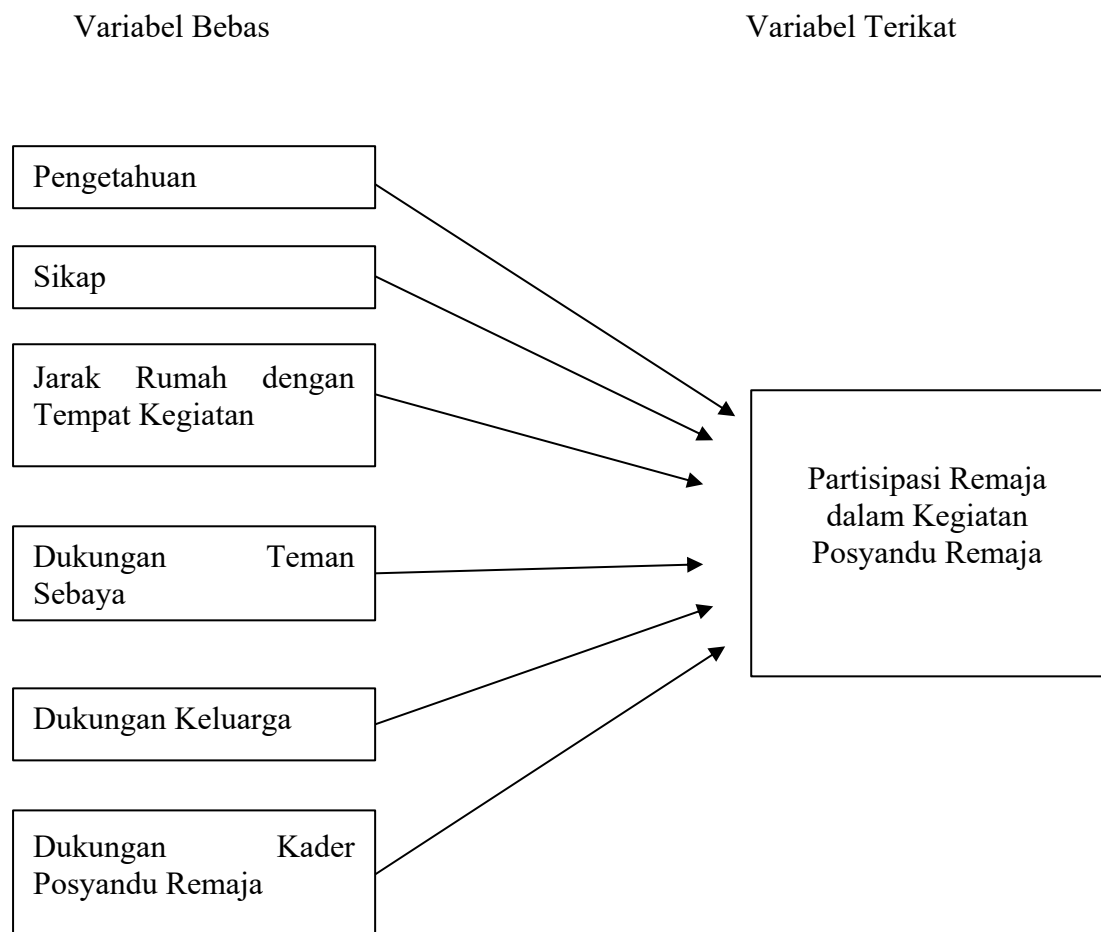 Variabel Bebas
Variabel Terikat
Pengetahuan
Sikap
Jarak Rumah dengan
Tempat Kegiatan
Dukungan Teman
Sebaya
Dukungan Keluarga
Dukungan Kader
Posyandu Remaja
Partisipasi Remaja
dalam Kegiatan
Posyandu Remaja